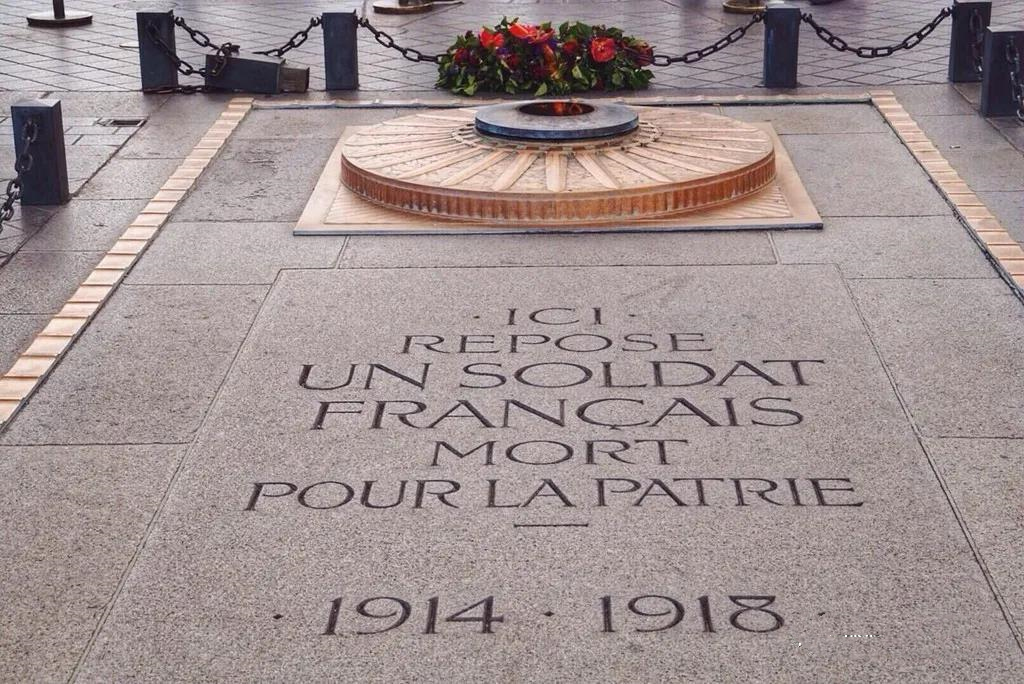 · ICI ·
REPOSE
UN SOLDAT
FRANÇAIS
MORT
POUR LA PATRIE
· 1914 · 1918 ·